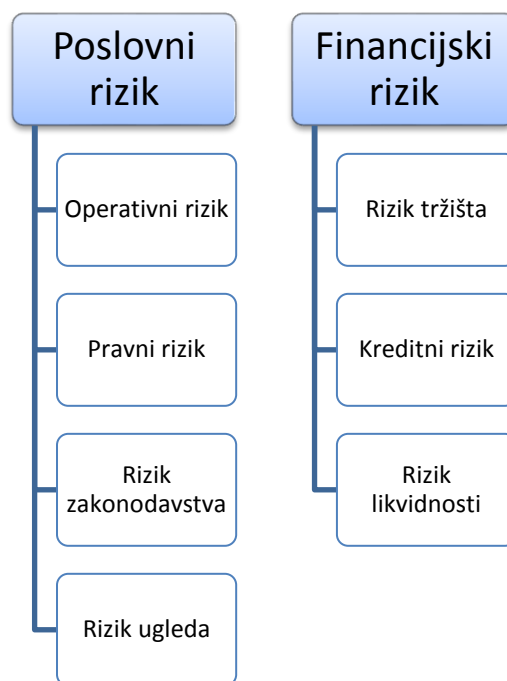 Poslovni
rizik
Operativni rizik
Pravni rizik
Rizik
zakonodavstva
Rizik ugleda
Financijski
rizik
Rizik tržišta
Kreditni rizik
Rizik
likvidnosti